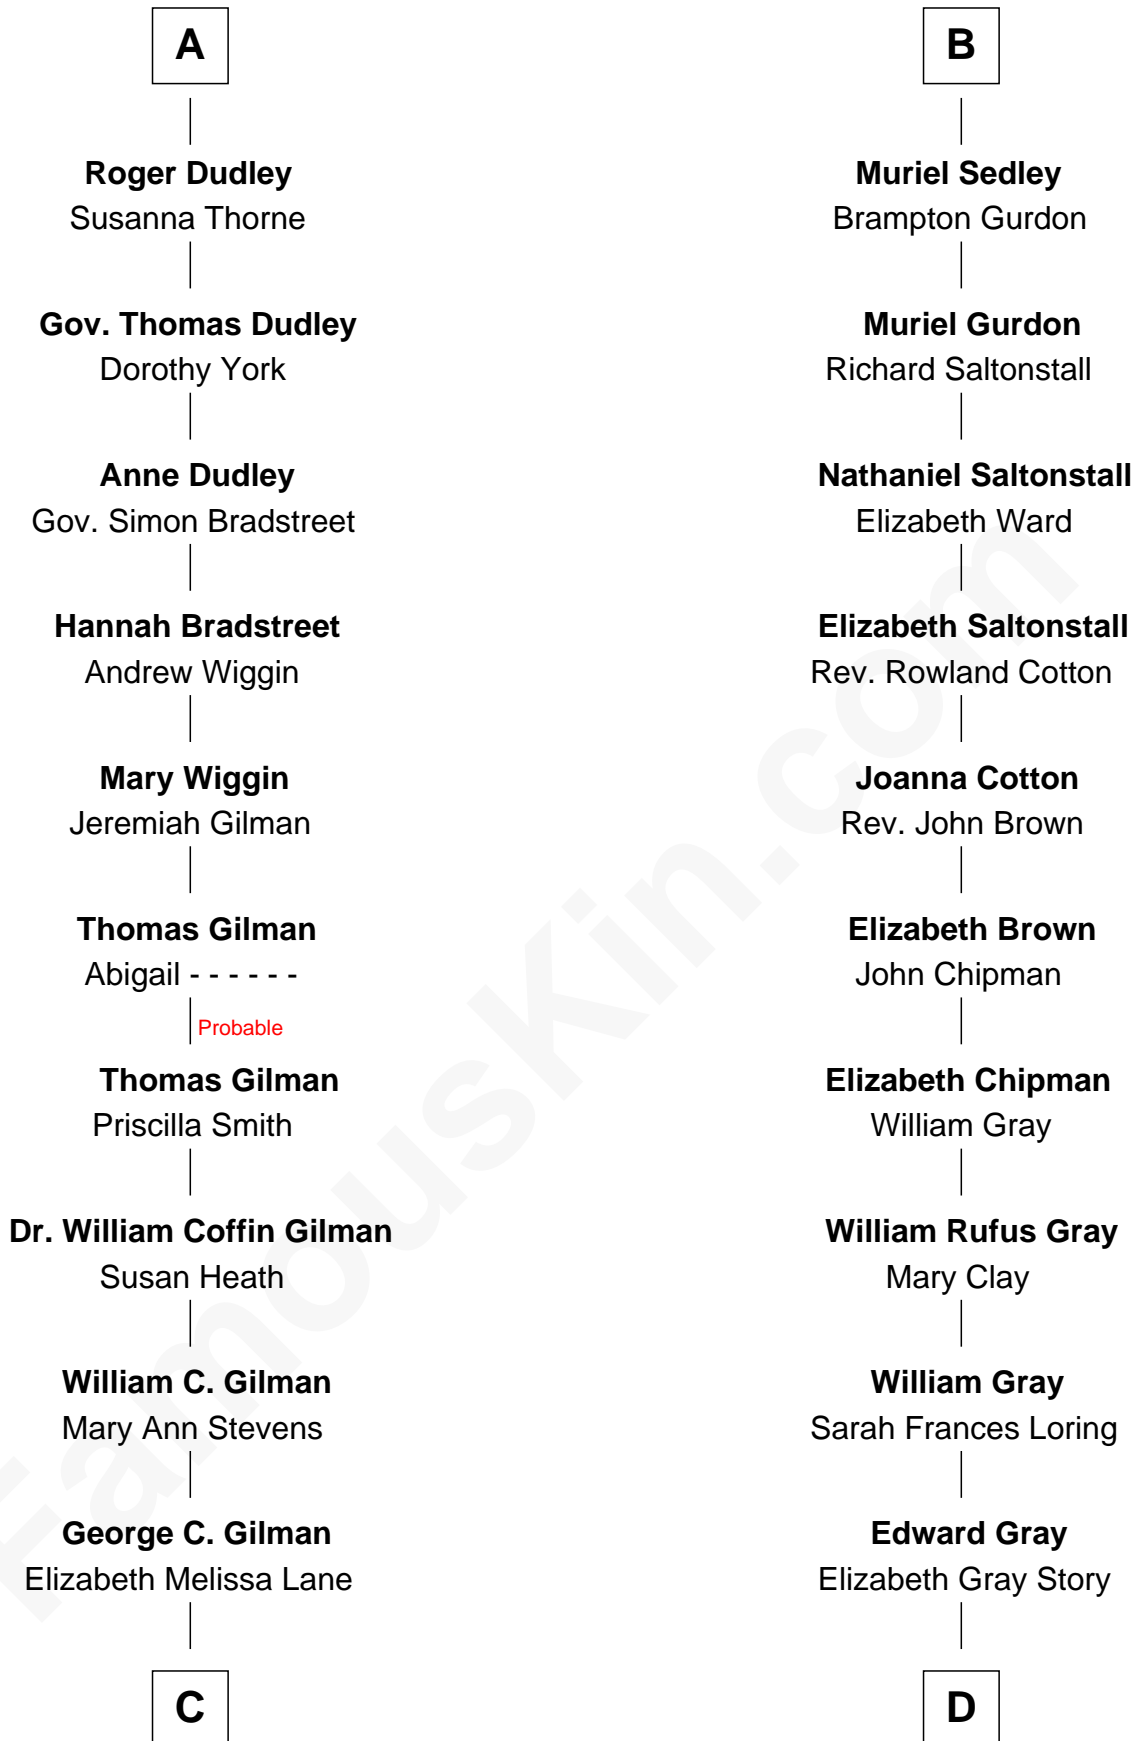 A
Roger Dudley
Susanna Thorne
Gov. Thomas Dudley
Dorothy York
Anne Dudley
Gov. Simon Bradstreet
Hannah Bradstreet
Andrew Wiggin
Mary Wiggin
Jeremiah Gilman
Thomas Gilman
Abigail - - - - - -
Probable
Thomas Gilman
Priscilla Smith
Dr. William Coffin Gilman
Susan Heath
William C. Gilman
Mary Ann Stevens
George C. Gilman
Elizabeth Melissa Lane
C
B
Muriel Sedley
Brampton Gurdon
Muriel Gurdon
Richard Saltonstall
Nathaniel Saltonstall
Elizabeth Ward
Elizabeth Saltonstall
Rev. Rowland Cotton
Joanna Cotton
Rev. John Brown
Elizabeth Brown
John Chipman
Elizabeth Chipman
William Gray
William Rufus Gray
Mary Clay
William Gray
Sarah Frances Loring
Edward Gray
Elizabeth Gray Story
D
FamousKin.com